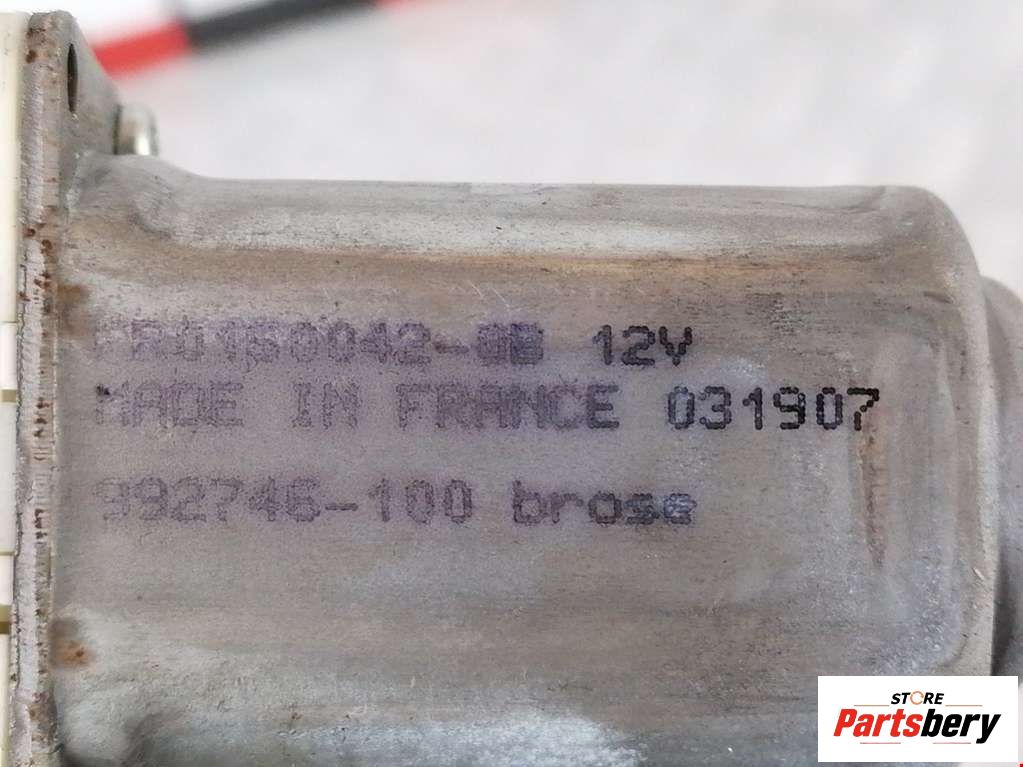 12V
MADE IN FRANCE 031907
992746-100 brose
STORE
Partsbery